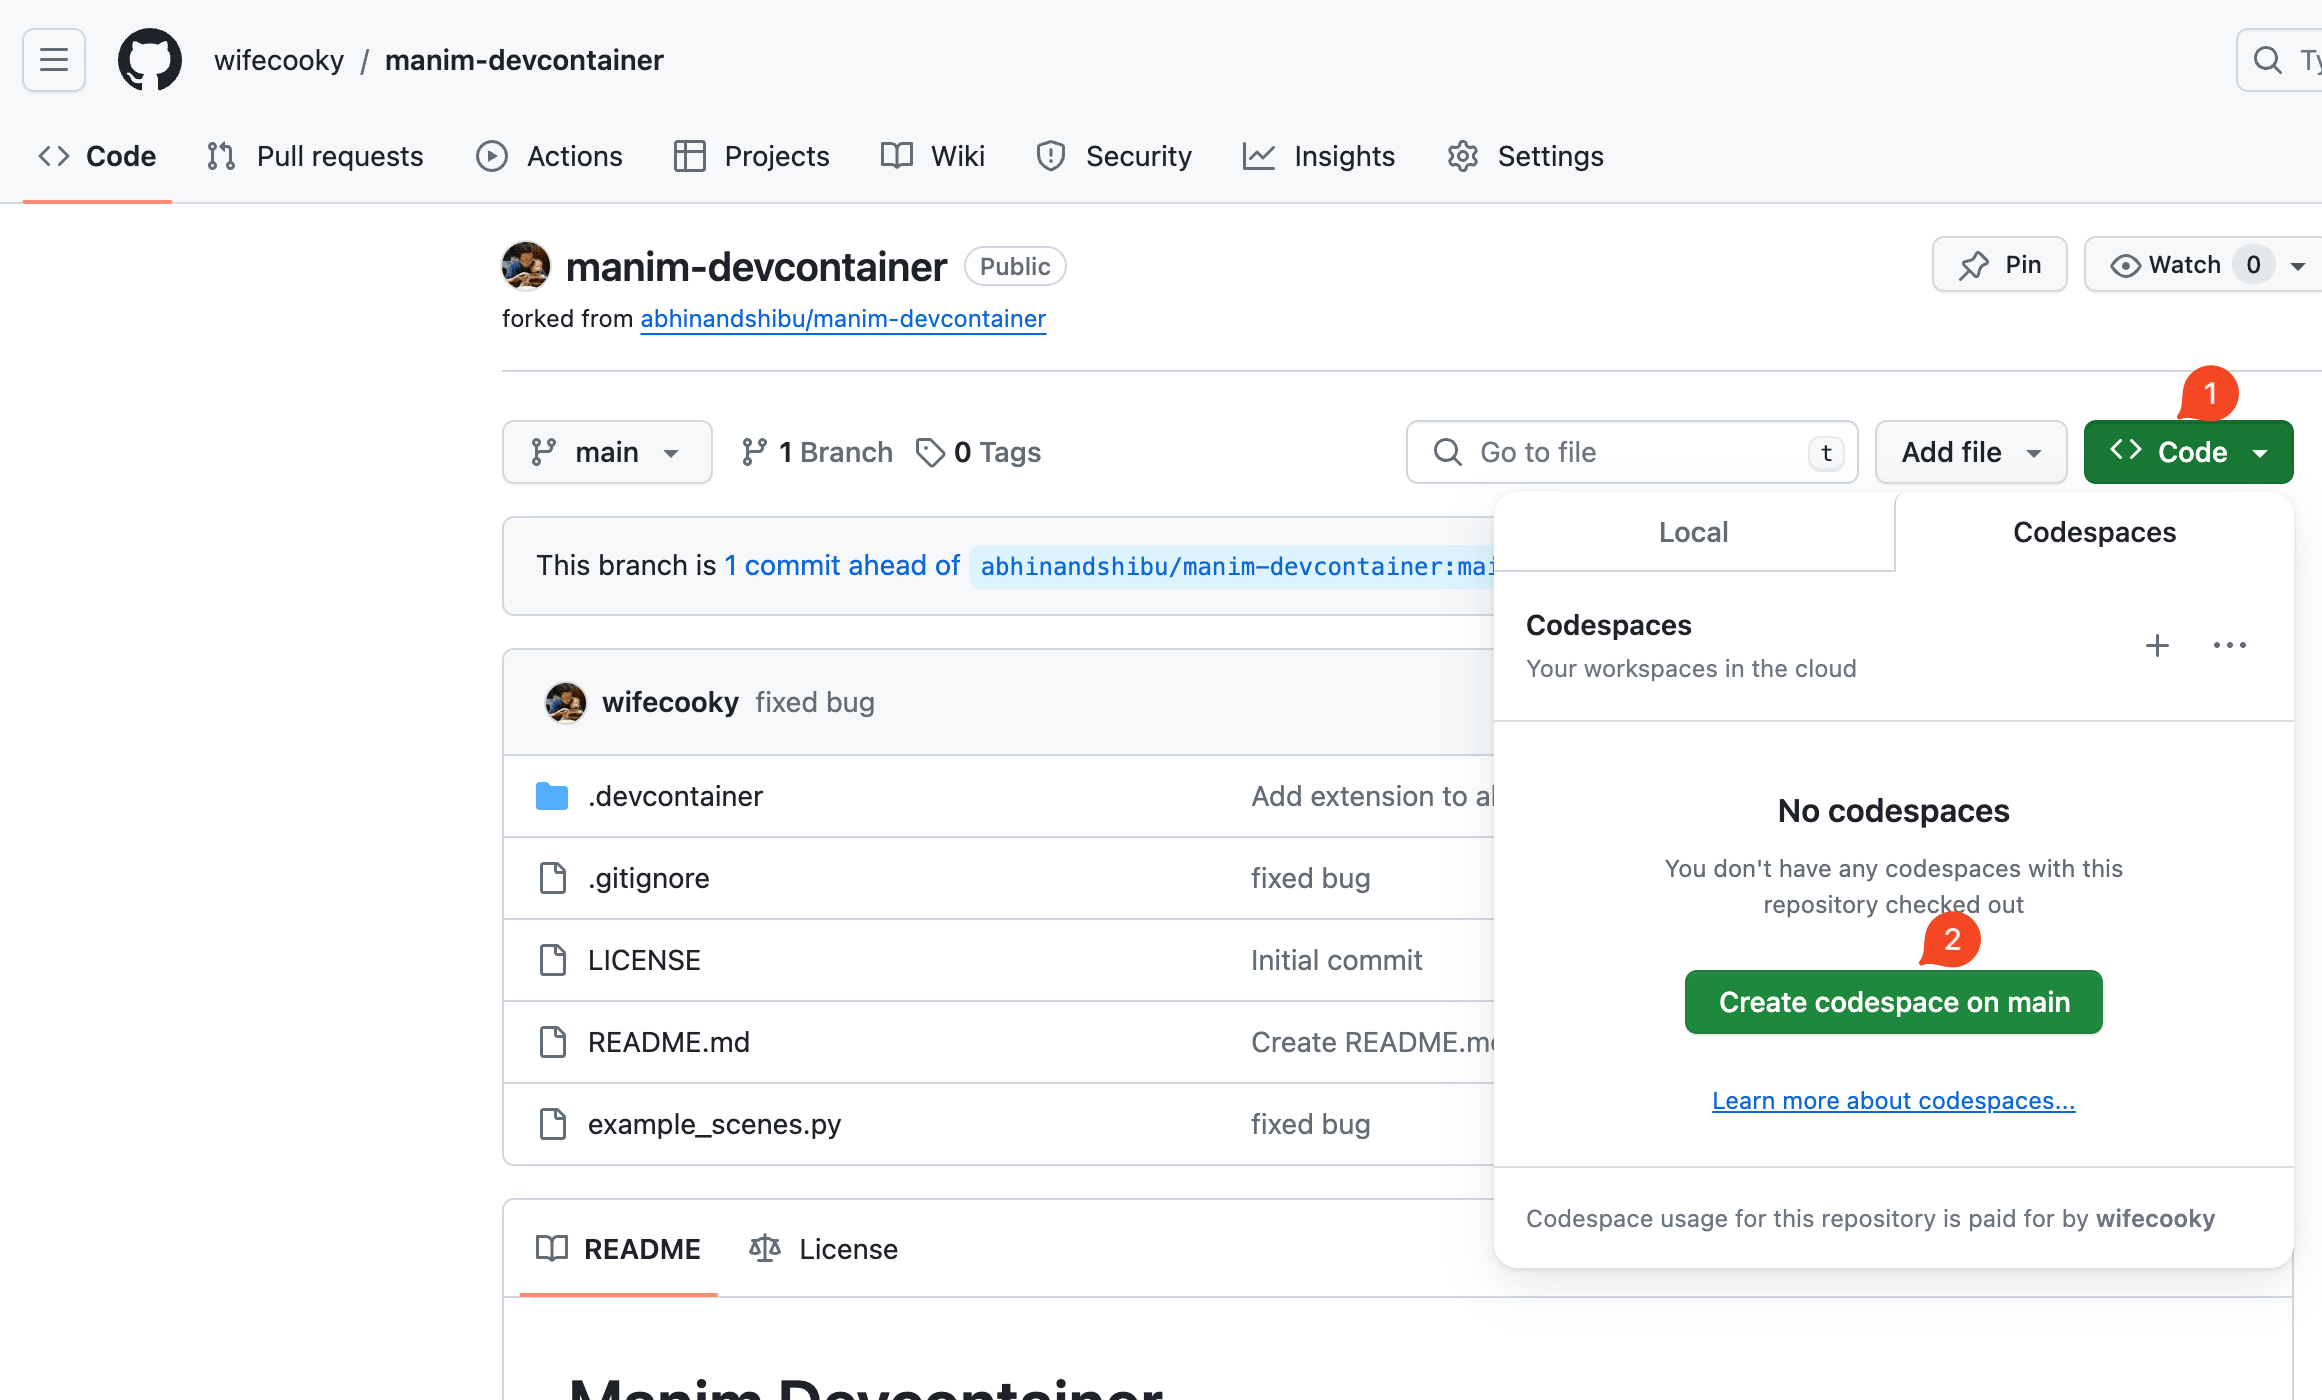 wifecooky / manim-devcontainer
Code Pull requests Actions Projects Wiki Security Insights Settings
manim-devcontainer Public
Pin Watch 0
forked from abhinandshibu/manim-devcontainer
1
main 1 Branch 0 Tags Go to file t Add file Code
Local Codespaces
This branch is 1 commit ahead of abhinandshibu/manim-devcontainer:mai
Codespaces
Your workspaces in the cloud
wifecooky fixed bug
.devcontainer Add extension to
.gitignore fixed bug
LICENSE Initial commit
README.md Create README.m
example_scenes.py fixed bug
No codespaces
You don't have any codespaces with this
repository checked out
2
Create codespace on main
Learn more about codespaces...
Codespace usage for this repository is paid for by wifecooky
README License
Manim Devcontainer